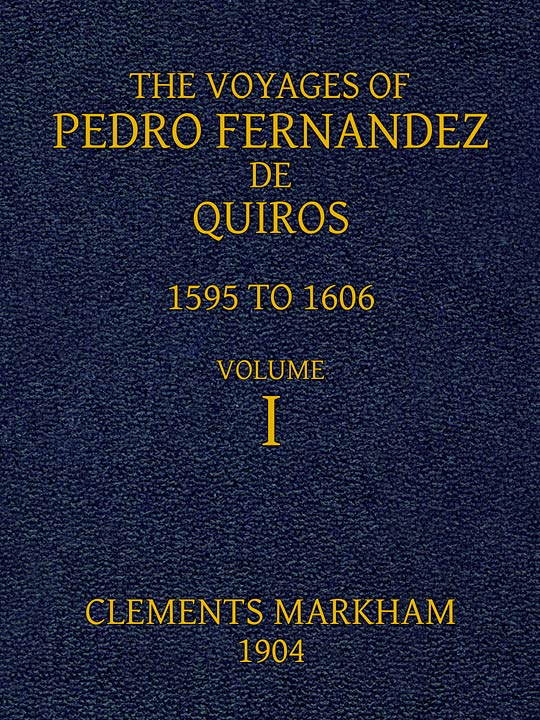 THE VOYAGES OF
PEDRO FERNANDEZ
DE
QUIROS
1595 TO 1606
VOLUME
I
CLEMENTS MARKHAM
1904